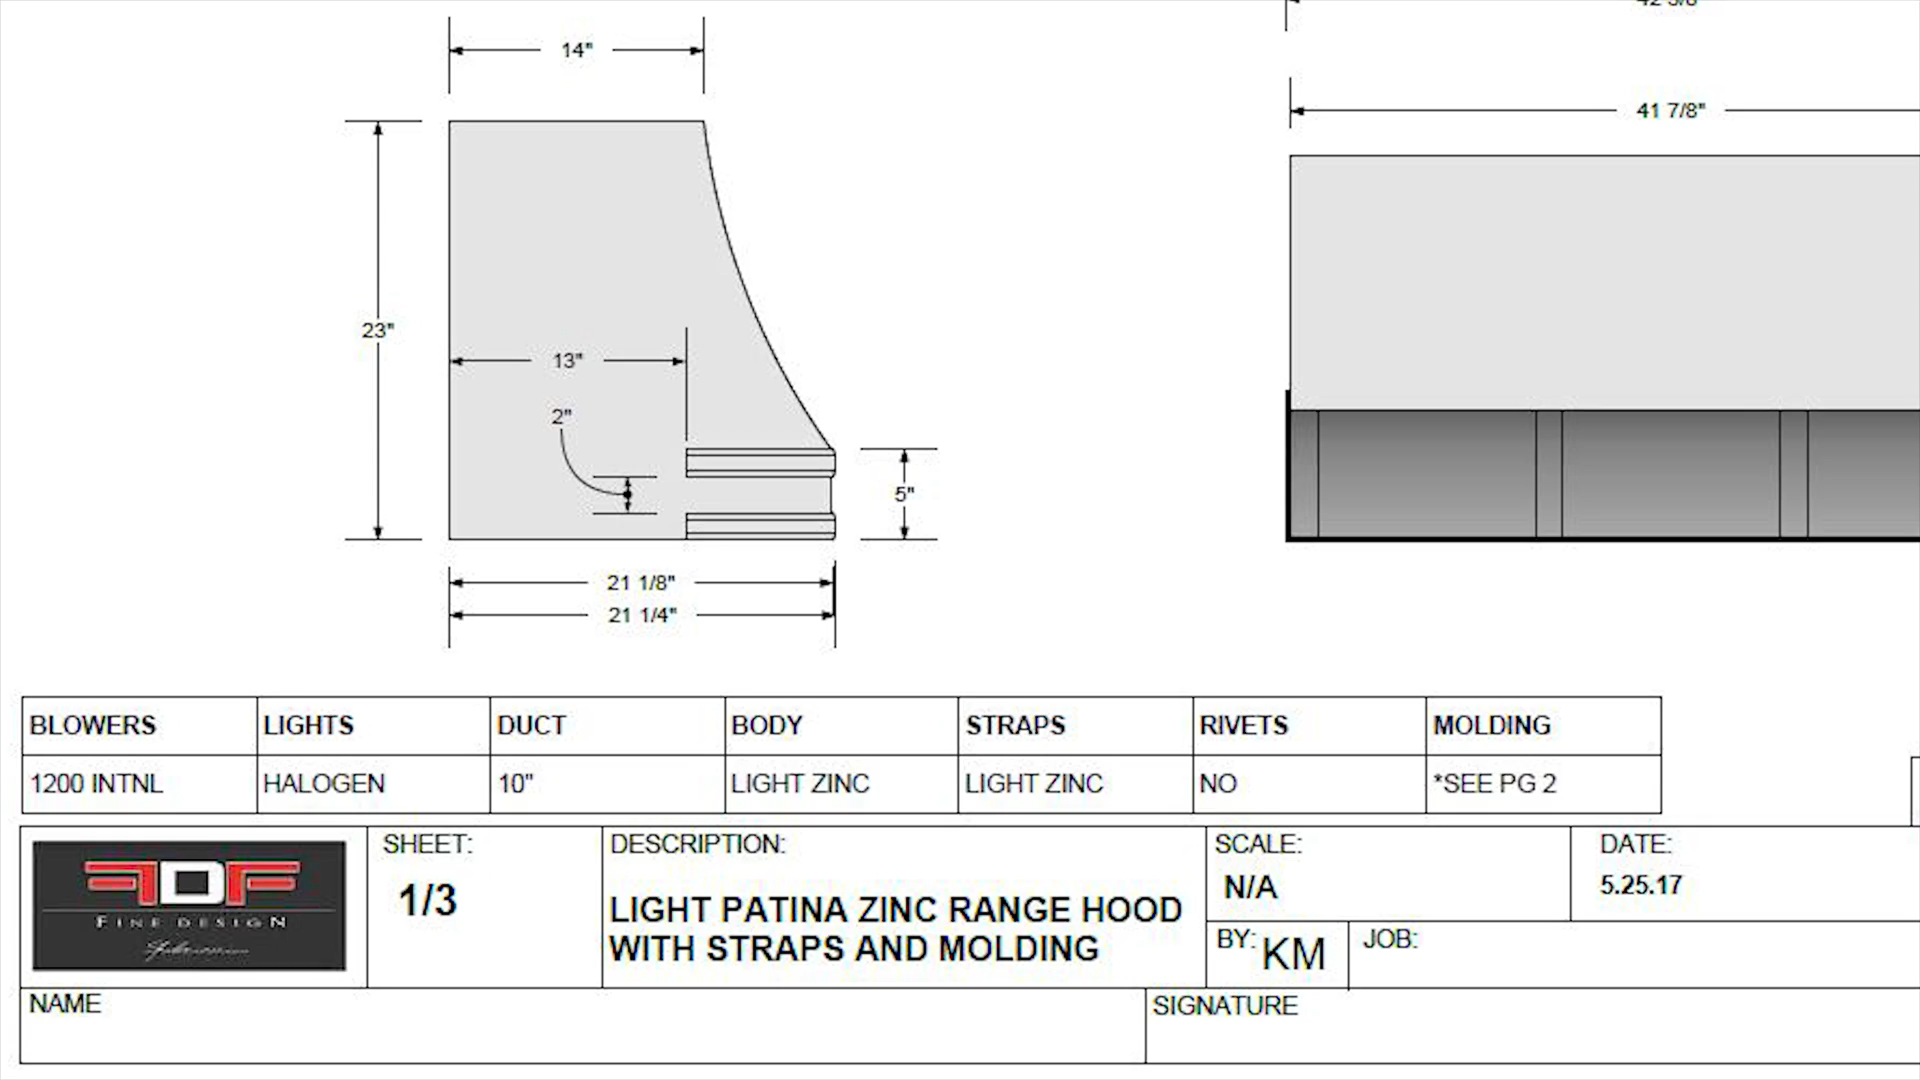 14"
41 7/8"
23"
13"
2"
5"
21 1/8"
21 1/4"
BLOWERS LIGHTS DUCT BODY STRAPS RIVETS MOLDING
1200 INTNL HALOGEN 10" LIGHT ZINC LIGHT ZINC NO *SEE PG 2
FDF
FINE DESIGN
SHEET:
1/3
DESCRIPTION:
LIGHT PATINA ZINC RANGE HOOD
WITH STRAPS AND MOLDING
SCALE:
N/A
DATE:
5.25.17
BY: KM
JOB:
NAME
SIGNATURE